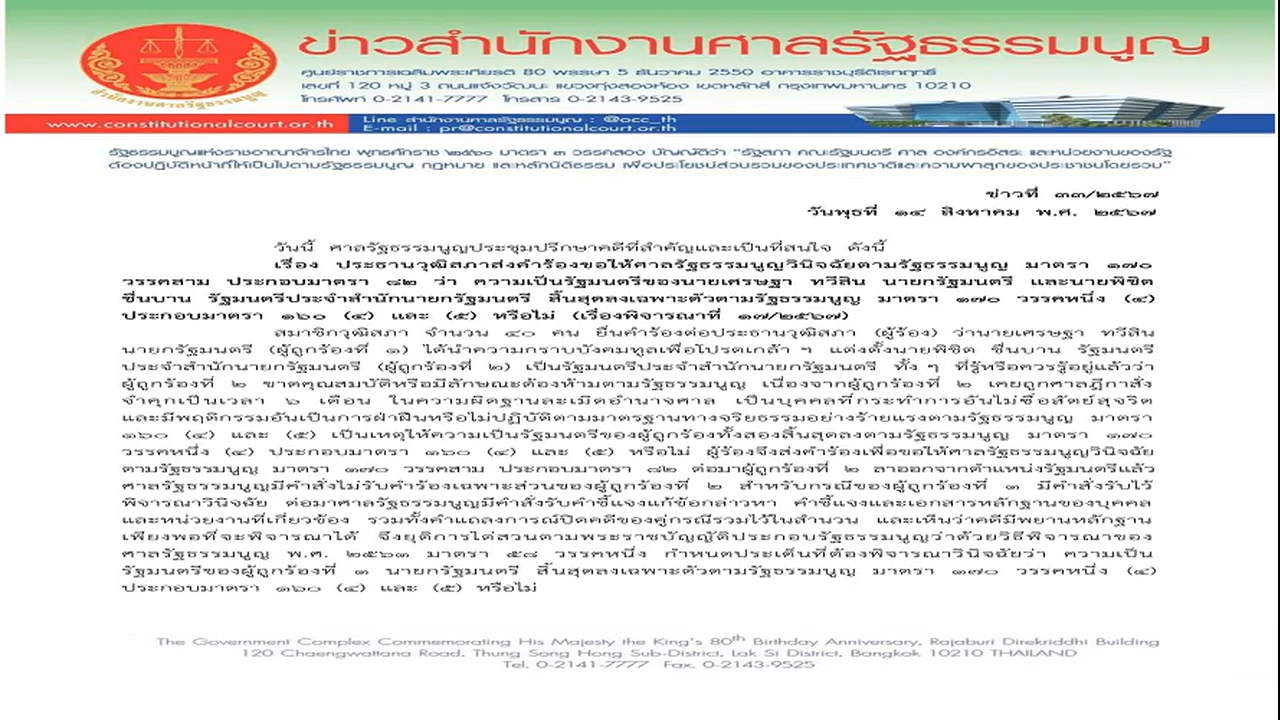 ข่าวสำนักงานศาลรัฐธรรมนูญ
ศูนย์ราชการเฉลิมพระเกียรติ 80 พรรษา 5 ธันวาคม 2550 อาคารราชบุรีดิเรกฤทธิ์
เลขที่ 120 หมู่ 3 ถนนแจ้งวัฒนะ แขวงทุ่งสองห้อง เขตหลักสี่ กรุงเทพมหานคร 10210
โทรศัพท์ 0-2141-7777 โทรสาร 0-2143-9525
สำนักงานศาลรัฐธรรมนูญ
www.constitutionalcourt.or.th
Line สำนักงานศาลรัฐธรรมนูญ : @occ_th
E-mail : pr@constitutionalcourt.or.th
รัฐธรรมนูญแห่งราชอาณาจักรไทย พุทธศักราช ๒๕๖๐ มาตรา ๓ วรรคสอง บัญญัติว่า “รัฐสภา คณะรัฐมนตรี ศาล องค์กรอิสระ และหน่วยงานของรัฐ
ต้องปฏิบัติหน้าที่ให้เป็นไปตามรัฐธรรมนูญ กฎหมาย และหลักนิติธรรม เพื่อประโยชน์ส่วนรวมของประเทศชาติและความผาสุกของประชาชนโดยรวม”
ข่าวที่ ๓๓/๒๕๖๗
วันพุธที่ ๑๔ สิงหาคม พ.ศ. ๒๕๖๗
วันนี้ ศาลรัฐธรรมนูญประชุมปรึกษาคดีที่สำคัญและเป็นที่สนใจ ดังนี้
เรื่อง ประธานวุฒิสภาส่งคำร้องขอให้ศาลรัฐธรรมนูญวินิจฉัยตามรัฐธรรมนูญ มาตรา ๑๗๐
วรรคสาม ประกอบมาตรา ๘๒ ว่า ความเป็นรัฐมนตรีของนายเศรษฐา ทวีสิน นายกรัฐมนตรี และนายพิชิต
ชื่นบาน รัฐมนตรีประจำสำนักนายกรัฐมนตรี สิ้นสุดลงเฉพาะตัวตามรัฐธรรมนูญ มาตรา ๑๗๐ วรรคหนึ่ง (๔)
ประกอบมาตรา ๑๖๐ (๔) และ (๕) หรือไม่ (เรื่องพิจารณาที่ ๑๗/๒๕๖๗)
สมาชิกวุฒิสภา จำนวน ๔๐ คน ยื่นคำร้องต่อประธานวุฒิสภา (ผู้ร้อง) ว่านายเศรษฐา ทวีสิน
นายกรัฐมนตรี (ผู้ถูกร้องที่ ๑) ได้นำความกราบบังคมทูลเพื่อโปรดเกล้า ฯ แต่งตั้งนายพิชิต ชื่นบาน รัฐมนตรี
ประจำสำนักนายกรัฐมนตรี (ผู้ถูกร้องที่ ๒) เป็นรัฐมนตรีประจำสำนักนายกรัฐมนตรี ทั้ง ๆ ที่รู้หรือควรรู้อยู่แล้วว่า
ผู้ถูกร้องที่ ๒ ขาดคุณสมบัติหรือมีลักษณะต้องห้ามตามรัฐธรรมนูญ เนื่องจากผู้ถูกร้องที่ ๒ เคยถูกศาลฎีกาสั่ง
จำคุกเป็นเวลา ๖ เดือน ในความผิดฐานละเมิดอำนาจศาล เป็นบุคคลที่กระทำการอันไม่ซื่อสัตย์สุจริต
และมีพฤติกรรมอันเป็นการฝ่าฝืนหรือไม่ปฏิบัติตามมาตรฐานทางจริยธรรมอย่างร้ายแรงตามรัฐธรรมนูญ มาตรา
๑๖๐ (๔) และ (๕) เป็นเหตุให้ความเป็นรัฐมนตรีของผู้ถูกร้องทั้งสองสิ้นสุดลงตามรัฐธรรมนูญ มาตรา ๑๗๐
วรรคหนึ่ง (๔) ประกอบมาตรา ๑๖๐ (๔) และ (๕) หรือไม่ ผู้ร้องจึงส่งคำร้องเพื่อขอให้ศาลรัฐธรรมนูญวินิจฉัย
ตามรัฐธรรมนูญ มาตรา ๑๗๐ วรรคสาม ประกอบมาตรา ๘๒ ต่อมาผู้ถูกร้องที่ ๒ ลาออกจากตำแหน่งรัฐมนตรีแล้ว
ศาลรัฐธรรมนูญมีคำสั่งไม่รับคำร้องเฉพาะส่วนของผู้ถูกร้องที่ ๒ สำหรับกรณีของผู้ถูกร้องที่ ๑ มีคำสั่งรับไว้
พิจารณาวินิจฉัย ต่อมาศาลรัฐธรรมนูญมีคำสั่งรับคำชี้แจงแก้ข้อกล่าวหา คำชี้แจงและเอกสารหลักฐานของบุคคล
และหน่วยงานที่เกี่ยวข้อง รวมทั้งคำแถลงการณ์ปิดคดีของคู่กรณีรวมไว้ในสำนวน และเห็นว่าคดีมีพยานหลักฐาน
เพียงพอที่จะพิจารณาได้ จึงยุติการไต่สวนตามพระราชบัญญัติประกอบรัฐธรรมนูญว่าด้วยวิธีพิจารณาของ
ศาลรัฐธรรมนูญ พ.ศ. ๒๕๖๑ มาตรา ๕๘ วรรคหนึ่ง กำหนดประเด็นที่ต้องพิจารณาวินิจฉัยว่า ความเป็น
รัฐมนตรีของผู้ถูกร้องที่ ๑ นายกรัฐมนตรี สิ้นสุดลงเฉพาะตัวตามรัฐธรรมนูญ มาตรา ๑๗๐ วรรคหนึ่ง (๔)
ประกอบมาตรา ๑๖๐ (๔) และ (๕) หรือไม่
The Government Complex Commemorating His Majesty the King's 80th Birthday Anniversary, Rajaburi Direkriddhi Building
120 Chaengwattana Road, Thung Song Hong Sub-District, Lak Si District, Bangkok 10210 THAILAND
Tel. 0-2141-7777 Fax. 0-2143-9525